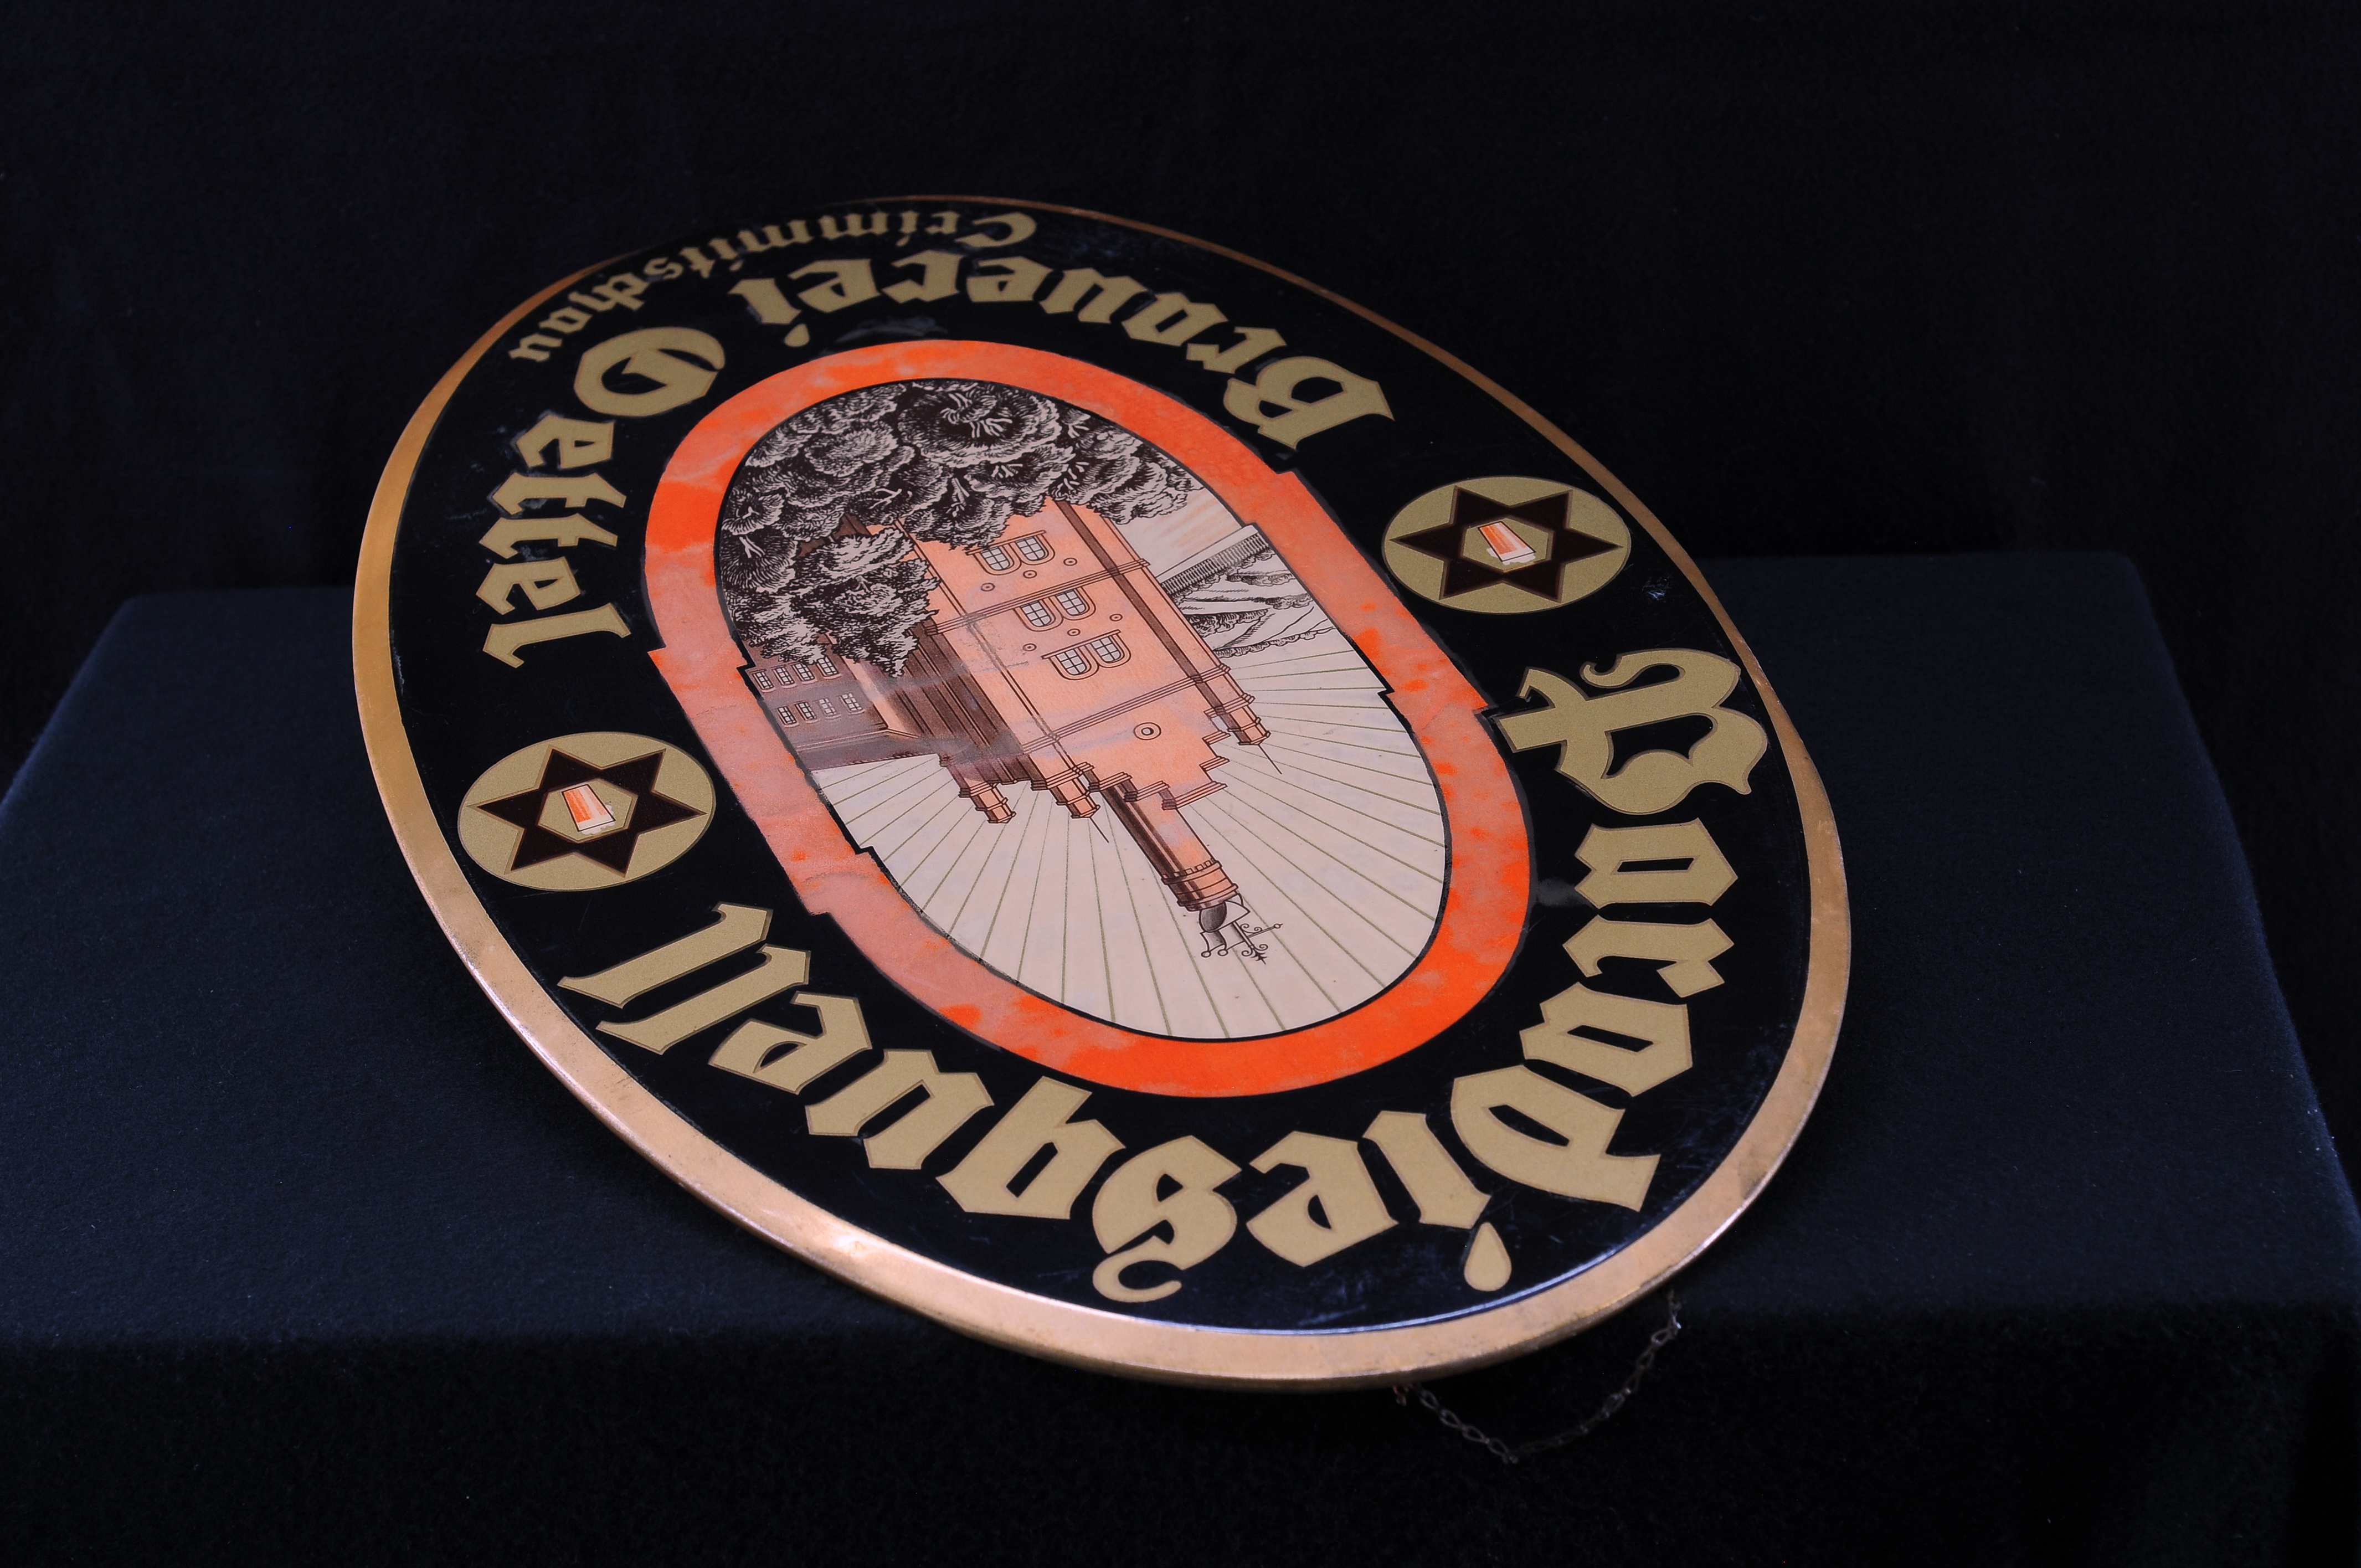 Paradiesquell
Brauerei Oettel
Crimmitschau